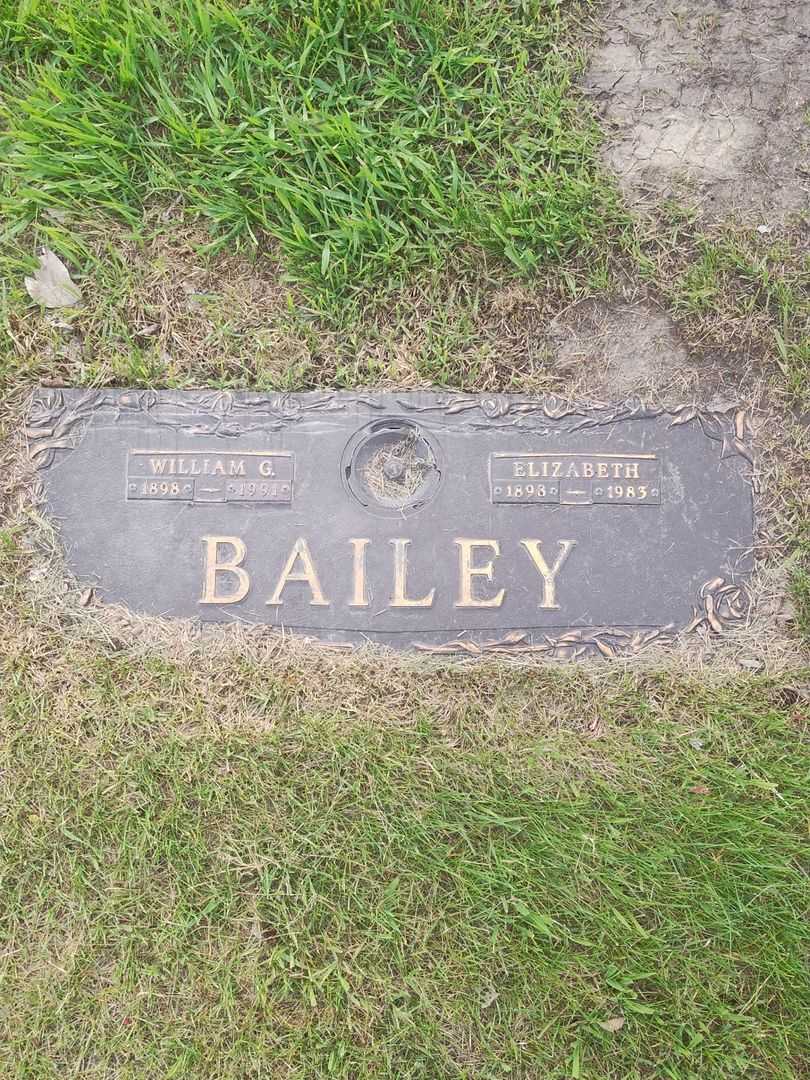 WILLIAM G.
1898 — 1991
ELIZABETH
1898 — 1983
BAILEY